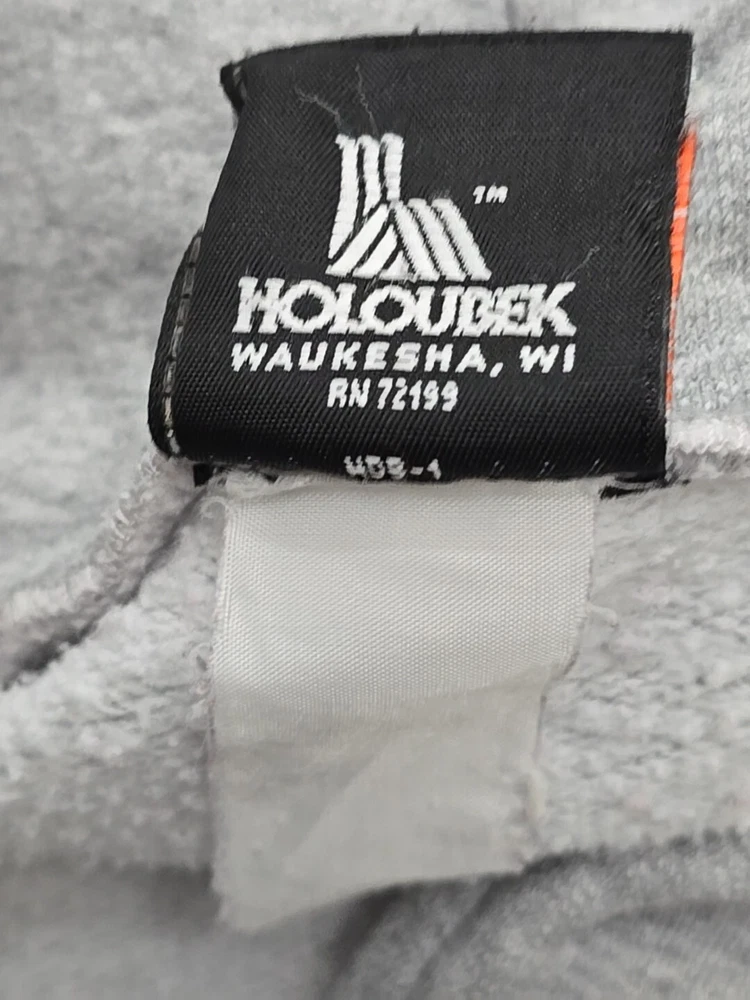 TM
HOLOUBEK
WAUKESHA, WI
RN 72199